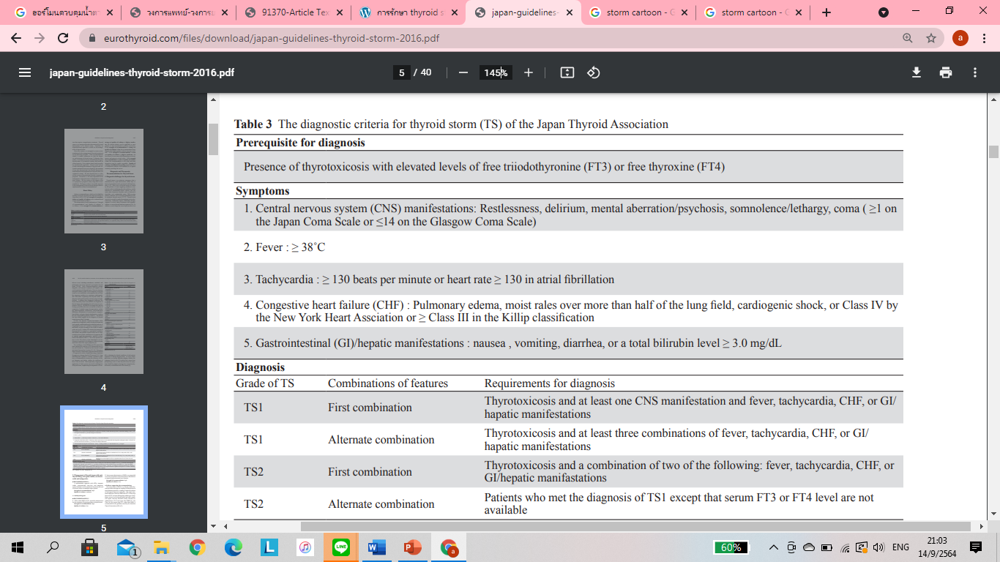 ฮอร์โมนควบคุมน้ำตา
วงการแพทย์-วงการเ
91370-Article Tex
การรักษา thyroid s
japan-guidelines-
storm cartoon - G
storm cartoon - G
eurothyroid.com/files/download/japan-guidelines-thyroid-storm-2016.pdf
a
japan-guidelines-thyroid-storm-2016.pdf
5 / 40
145%
2
3
4
5
Table 3 The diagnostic criteria for thyroid storm (TS) of the Japan Thyroid Association
Prerequisite for diagnosis
Presence of thyrotoxicosis with elevated levels of free triiodothyronine (FT3) or free thyroxine (FT4)
Symptoms
1. Central nervous system (CNS) manifestations: Restlessness, delirium, mental aberration/psychosis, somnolence/lethargy, coma ( ≥1 on
the Japan Coma Scale or ≤14 on the Glasgow Coma Scale)
2. Fever : ≥ 38˚C
3. Tachycardia : ≥ 130 beats per minute or heart rate ≥ 130 in atrial fibrillation
4. Congestive heart failure (CHF) : Pulmonary edema, moist rales over more than half of the lung field, cardiogenic shock, or Class IV by
the New York Heart Assciation or ≥ Class III in the Killip classification
5. Gastrointestinal (GI)/hepatic manifestations : nausea , vomiting, diarrhea, or a total bilirubin level ≥ 3.0 mg/dL
Diagnosis
Grade of TS Combinations of features Requirements for diagnosis
TS1 First combination Thyrotoxicosis and at least one CNS manifestation and fever, tachycardia, CHF, or GI/
hapatic manifestations
TS1 Alternate combination Thyrotoxicosis and at least three combinations of fever, tachycardia, CHF, or GI/
hapatic manifestations
TS2 First combination Thyrotoxicosis and a combination of two of the following: fever, tachycardia, CHF, or
GI/hepatic manifastations
TS2 Alternate combination Patients who met the diagnosis of TS1 except that serum FT3 or FT4 level are not
available
1
L
LINE
W
P
a
60%
ENG
21:03
14/9/2564